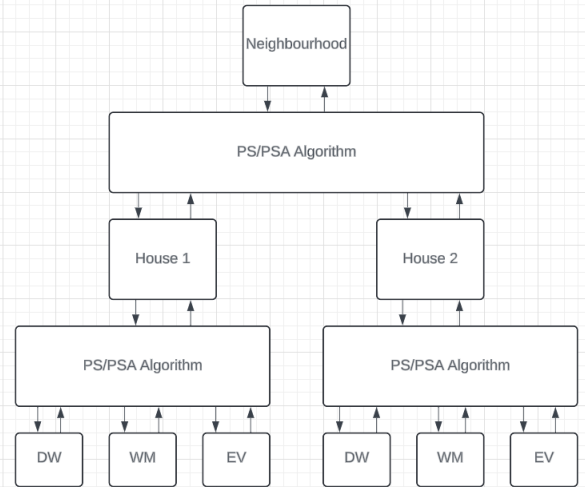 Neighbourhood
PS/PSA Algorithm
House 1
House 2
PS/PSA Algorithm
PS/PSA Algorithm
DW
WM
EV
DW
WM
EV